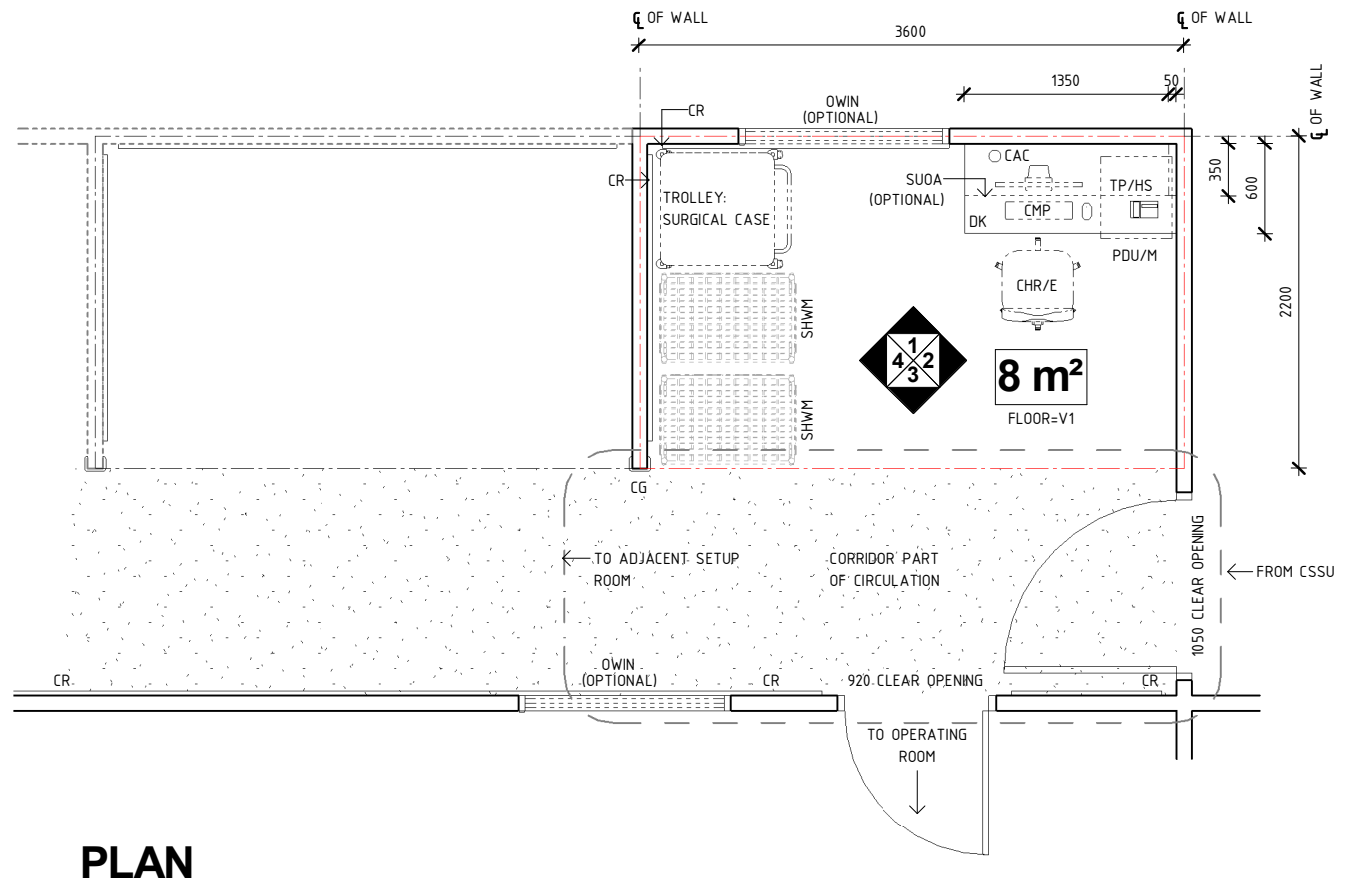 ℄ OF WALL
℄ OF WALL
3600
℄ OF WALL
1350
50
CR
OWIN
(OPTIONAL)
CR
TROLLEY:
SURGICAL CASE
SUOA
(OPTIONAL)
CAC
TP/HS
DK
CMP
PDU/M
350
600
2200
CHR/E
SHWM
SHWM
1
4
2
3
8 m²
FLOOR=V1
CG
TO ADJACENT SETUP
ROOM
CORRIDOR PART
OF CIRCULATION
1050 CLEAR OPENING
FROM CSSU
CR
OWIN
(OPTIONAL)
CR
920 CLEAR OPENING
CR
TO OPERATING
ROOM
PLAN